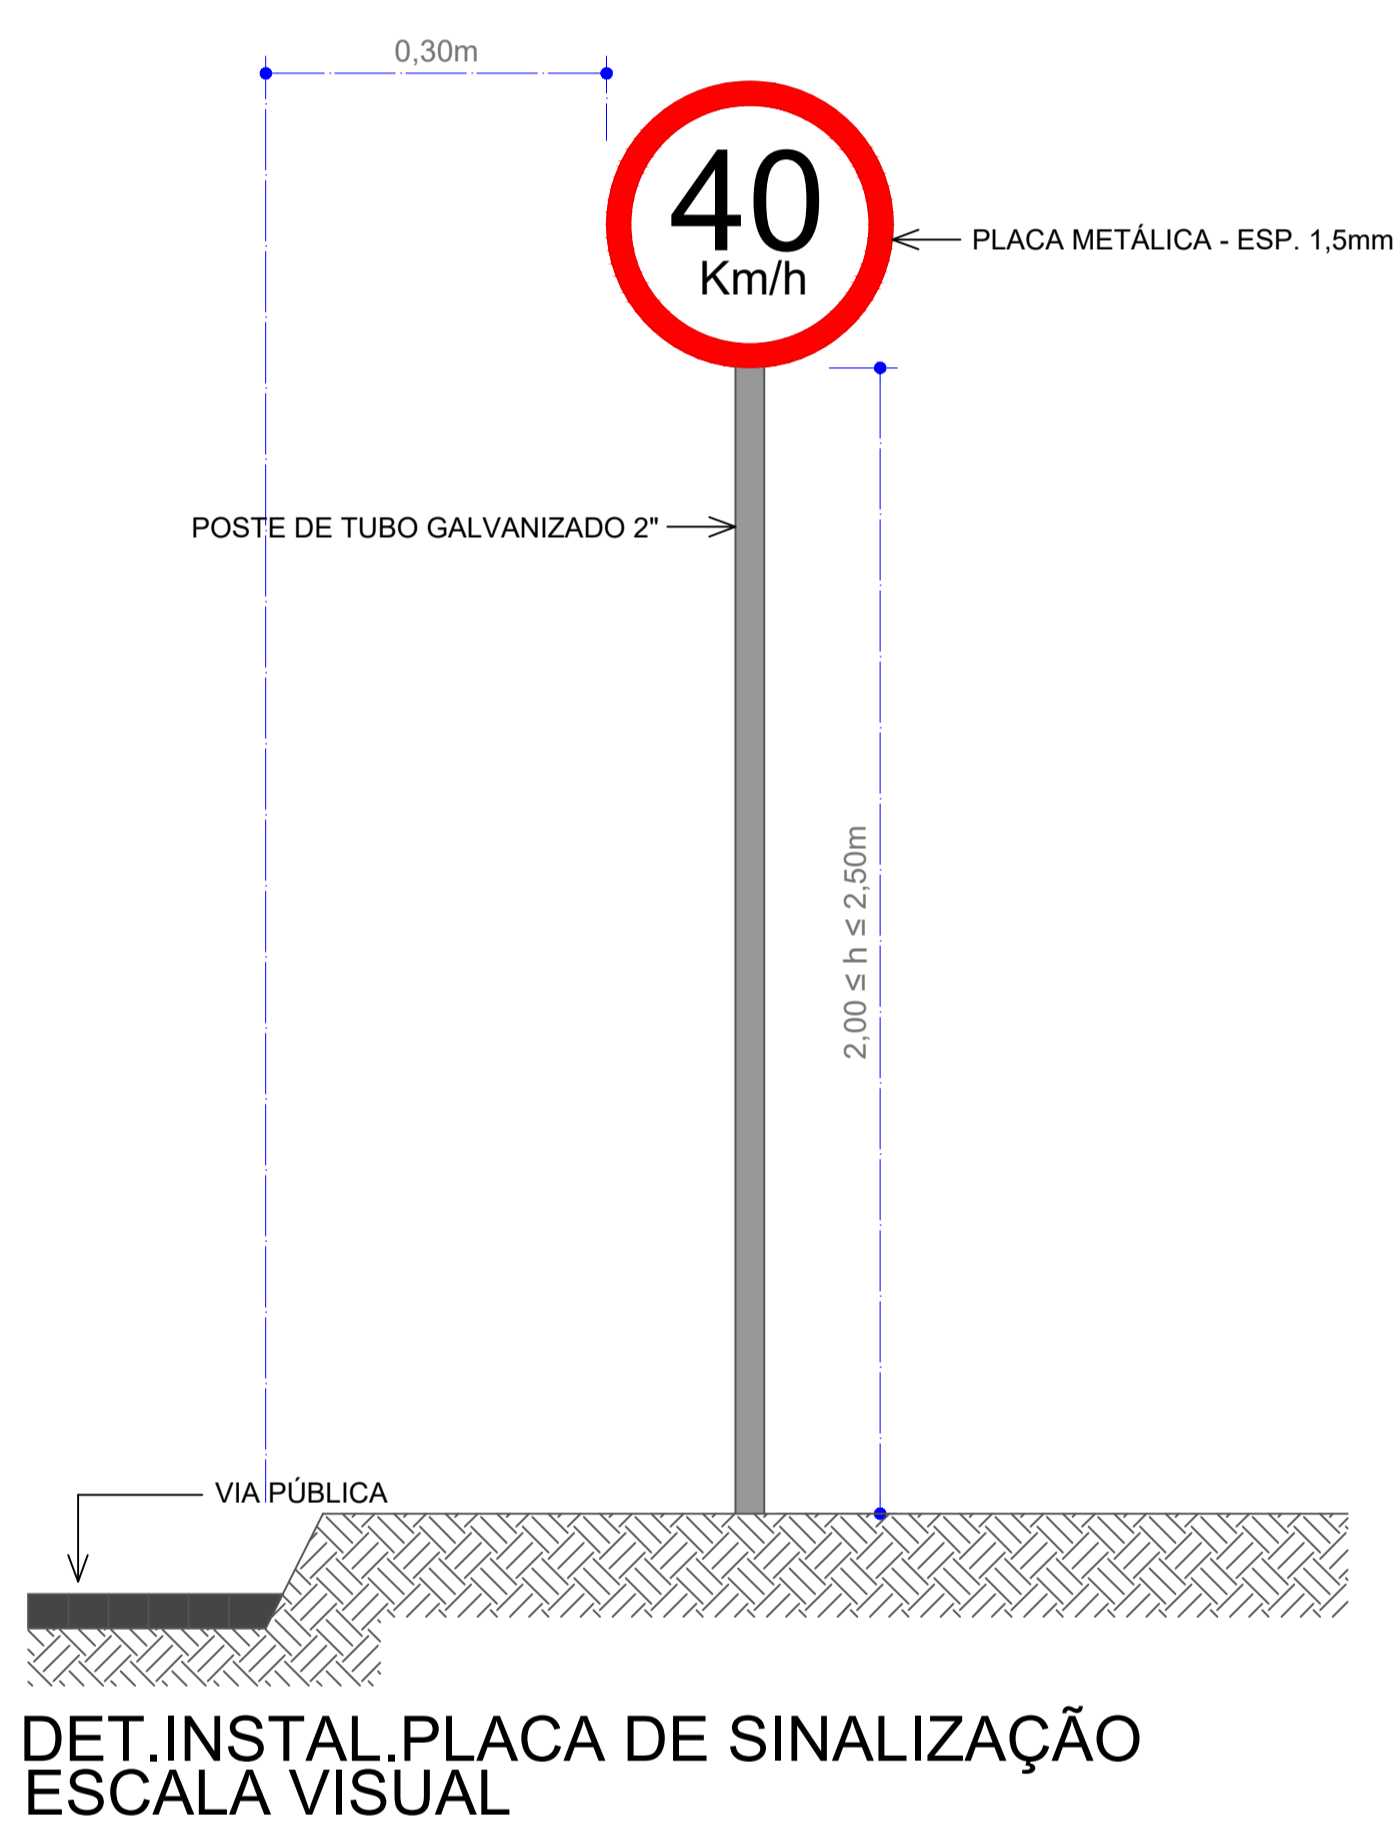 0,30m
40
Km/h
PLACA METÁLICA - ESP. 1,5mm
POSTE DE TUBO GALVANIZADO 2"
2,00 ≤ h ≤ 2,50m
VIA PÚBLICA
DET.INSTAL.PLACA DE SINALIZAÇÃO
ESCALA VISUAL